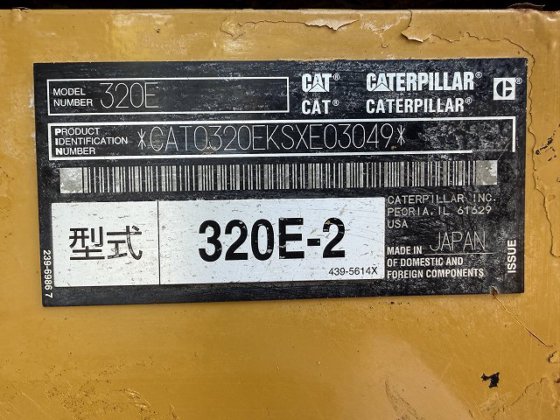 MODEL NUMBER 320E
CAT® CATERPILLAR® C
CAT® CATERPILLAR®
PRODUCT IDENTIFICATION NUMBER *CAT0320EKSXE03049*
CATERPILLAR INC.
PEORIA, IL 61629
USA
型式 320E-2
439-5614X
MADE IN JAPAN
OF DOMESTIC AND
FOREIGN COMPONENTS
ISSUE
239-6986 7